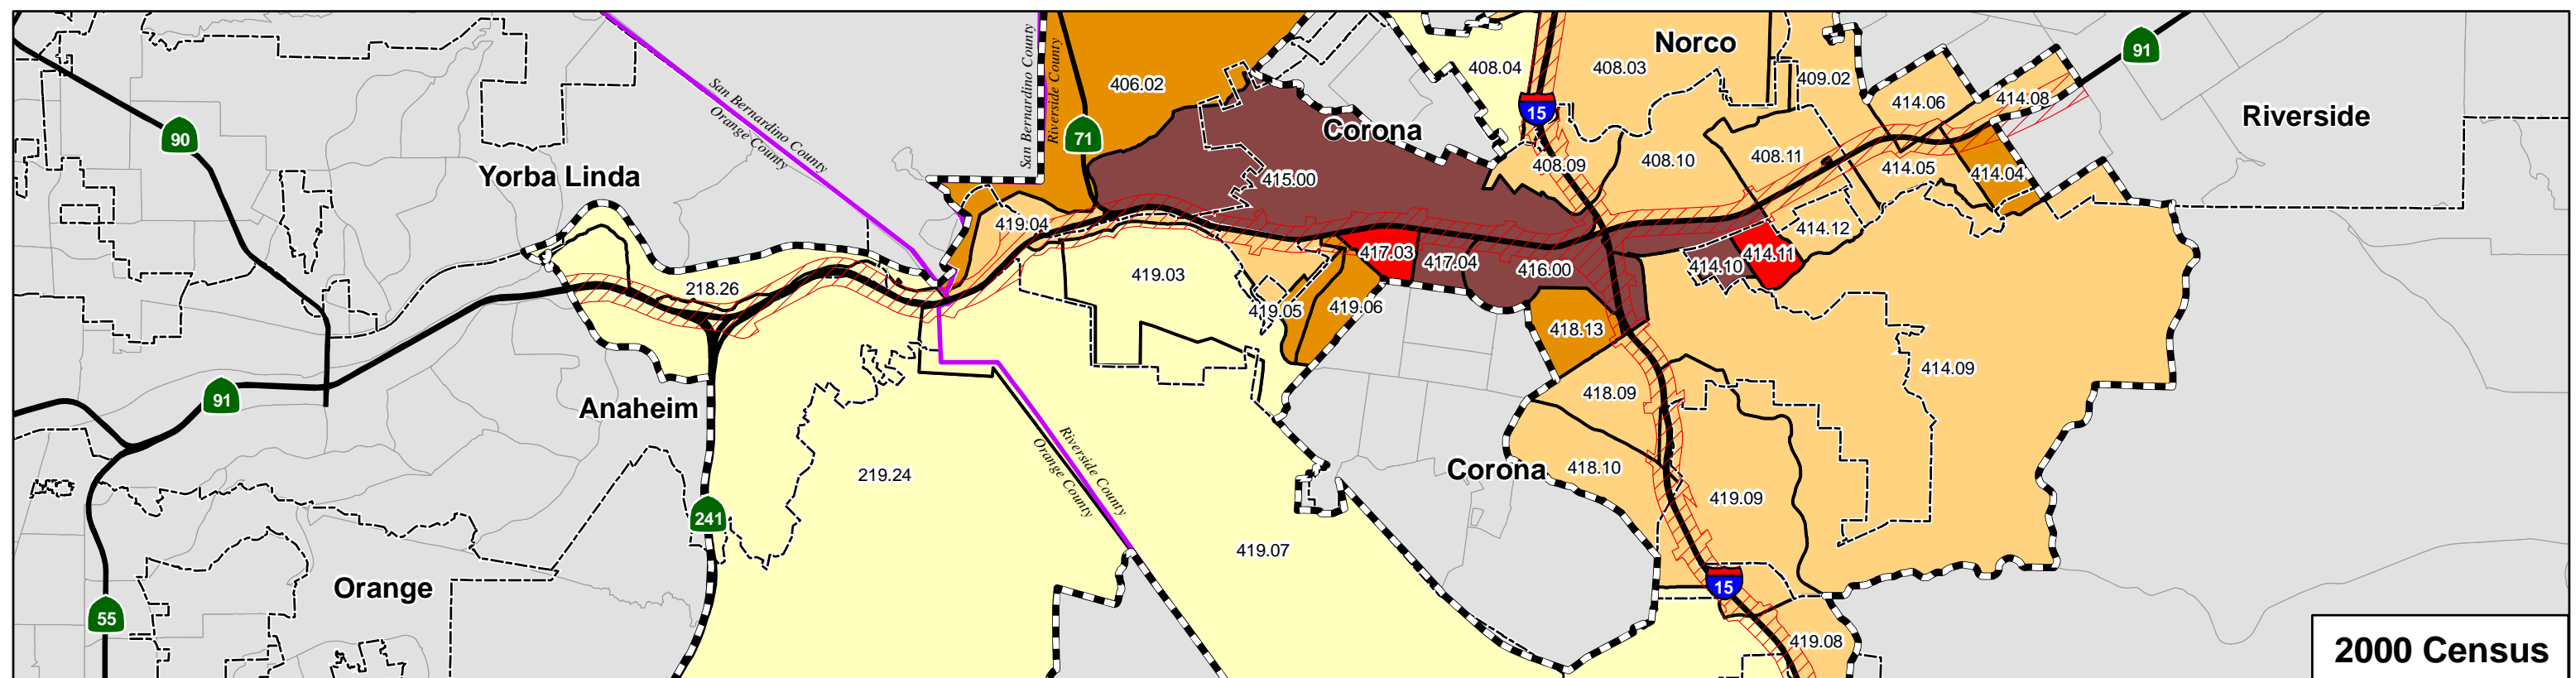 Norco
91
408.04
408.03
406.02
409.02
414.06
414.08
15
Riverside
Corona
San Bernardino County
Riverside County
San Bernardino County
Orange County
90
71
Yorba Linda
408.09
408.10
408.11
414.05
414.04
415.00
419.04
414.12
417.03
417.04
416.00
414.10
414.11
419.03
218.26
419.05
419.06
418.13
414.09
91
Anaheim
418.09
219.24
Riverside County
Orange County
Corona
418.10
419.09
241
419.07
Orange
15
55
419.08
2000 Census